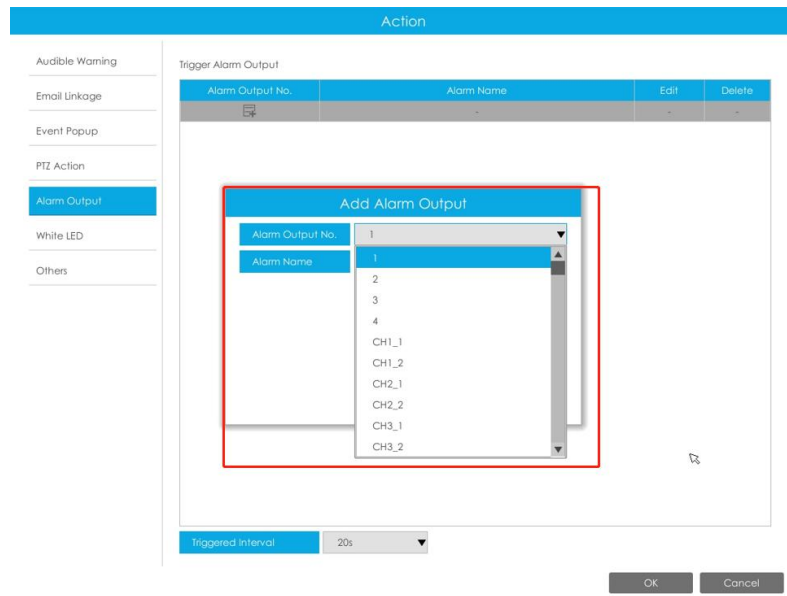 Action
Audible Warning
Email Linkage
Event Popup
PTZ Action
Alarm Output
White LED
Others
Trigger Alarm Output
Alarm Output No. Alarm Name Edit Delete
- - -
Add Alarm Output
Alarm Output No. 1
Alarm Name
1
2
3
4
CH1_1
CH1_2
CH2_1
CH2_2
CH3_1
CH3_2
Triggered Interval 20s
OK Cancel